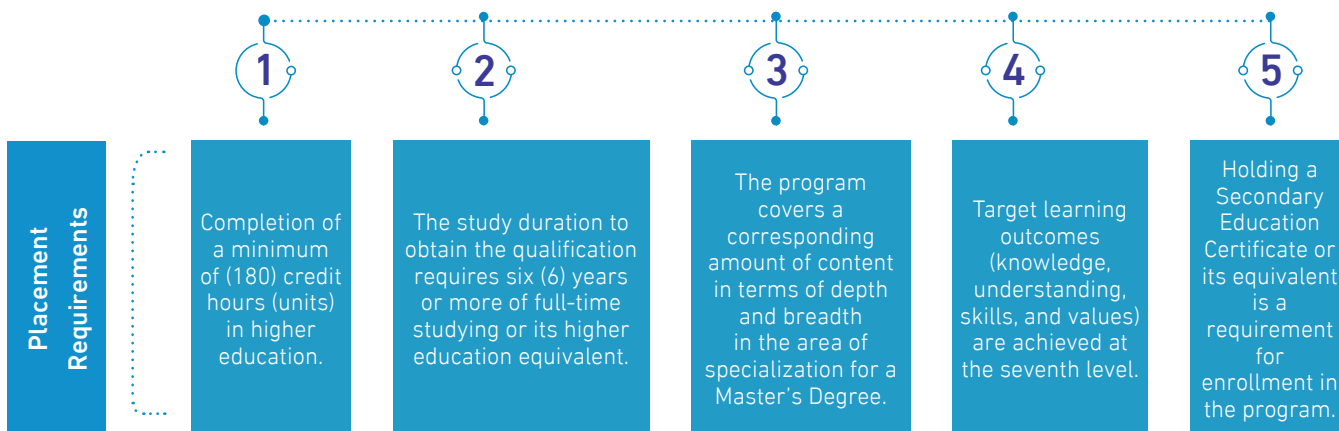 1
2
3
4
5
Placement
Requirements
Completion of
a minimum
of (180) credit
hours (units)
in higher
education.
The study duration to
obtain the qualification
requires six (6) years
or more of full-time
studying or its higher
education equivalent.
The program
covers a
corresponding
amount of content
in terms of depth
and breadth
in the area of
specialization for a
Master’s Degree.
Target learning
outcomes
(knowledge,
understanding,
skills, and values)
are achieved at
the seventh level.
Holding a
Secondary
Education
Certificate or
its equivalent
is a
requirement
for
enrollment in
the program.